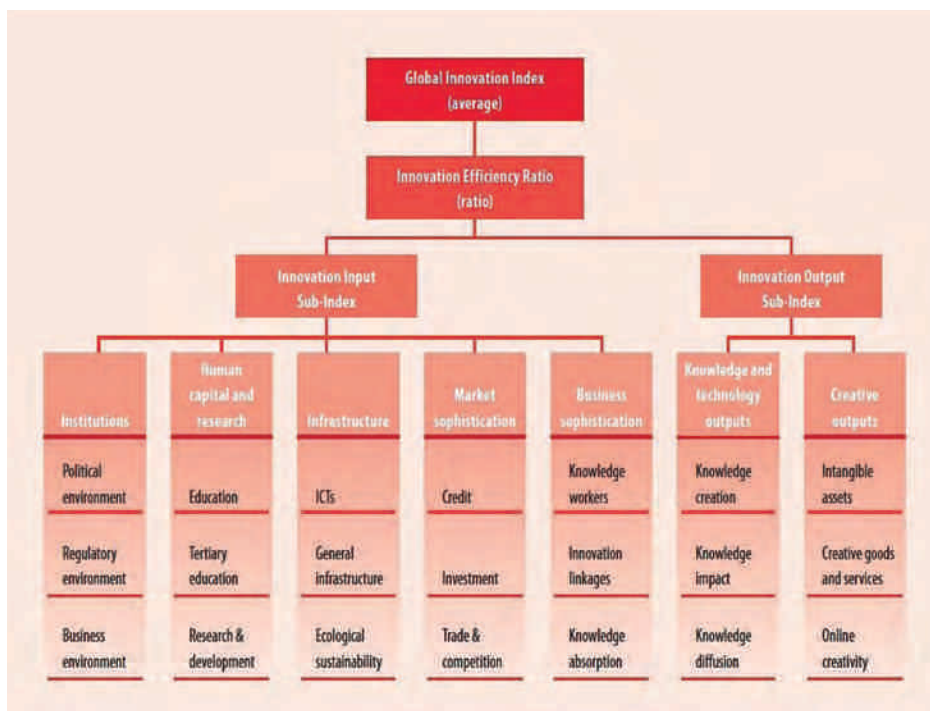 Global Innovation Index
(average)
Innovation Efficiency Ratio
(ratio)
Innovation Input
Sub-Index
Innovation Output
Sub-Index
Institutions
Human
capital and
research
Infrastructure
Market
sophistication
Business
sophistication
Knowledge and
technology
outputs
Creative
outputs
Political
environment
Education
ICTs
Credit
Knowledge
workers
Knowledge
creation
Intangible
assets
Regulatory
environment
Tertiary
education
General
infrastructure
Investment
Innovation
linkages
Knowledge
impact
Creative goods
and services
Business
environment
Research &
development
Ecological
sustainability
Trade &
competition
Knowledge
absorption
Knowledge
diffusion
Online
creativity